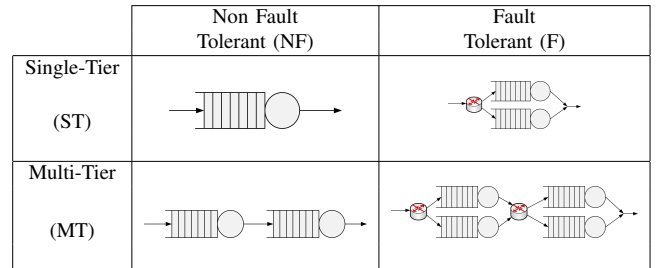 Non Fault
Tolerant (NF)
Fault
Tolerant (F)
Single-Tier
(ST)
Multi-Tier
(MT)